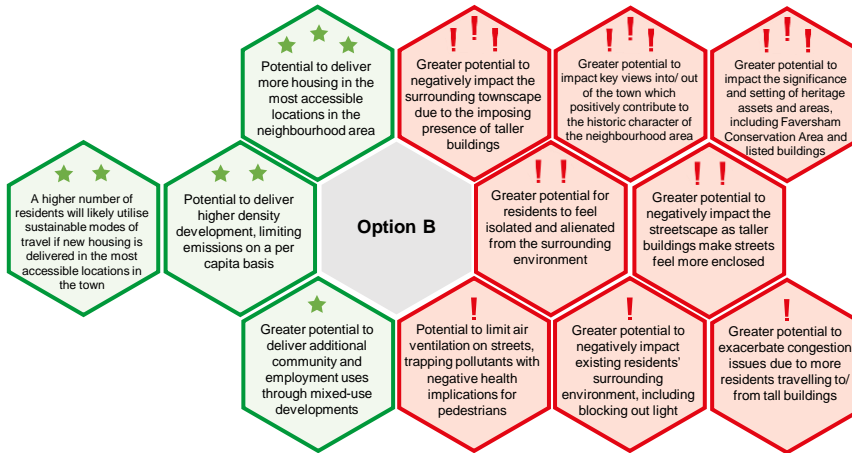 Potential to deliver
more housing in the
most accessible
locations in the
neighbourhood area
Greater potential to
negatively impact the
surrounding townscape
due to the imposing
presence of taller
buildings
Greater potential to
impact key views into/ out
of the town which
positively contribute to
the historic character of
the neighbourhood area
Greater potential to
impact the significance
and setting of heritage
assets and areas,
including Faversham
Conservation Area and
listed buildings
A higher number of
residents will likely utilise
sustainable modes of
travel if new housing is
delivered in the most
accessible locations in
the town
Potential to deliver
higher density
development, limiting
emissions on a per
capita basis
Option B
Greater potential for
residents to feel
isolated and alienated
from the surrounding
environment
Greater potential to
negatively impact the
streetscape as taller
buildings make streets
feel more enclosed
Greater potential to
deliver additional
community and
employment uses
through mixed-use
developments
Potential to limit air
ventilation on streets,
trapping pollutants with
negative health
implications for
pedestrians
Greater potential to
negatively impact
existing residents'
surrounding
environment, including
blocking out light
Greater potential to
exacerbate congestion
issues due to more
residents travelling to/
from tall buildings